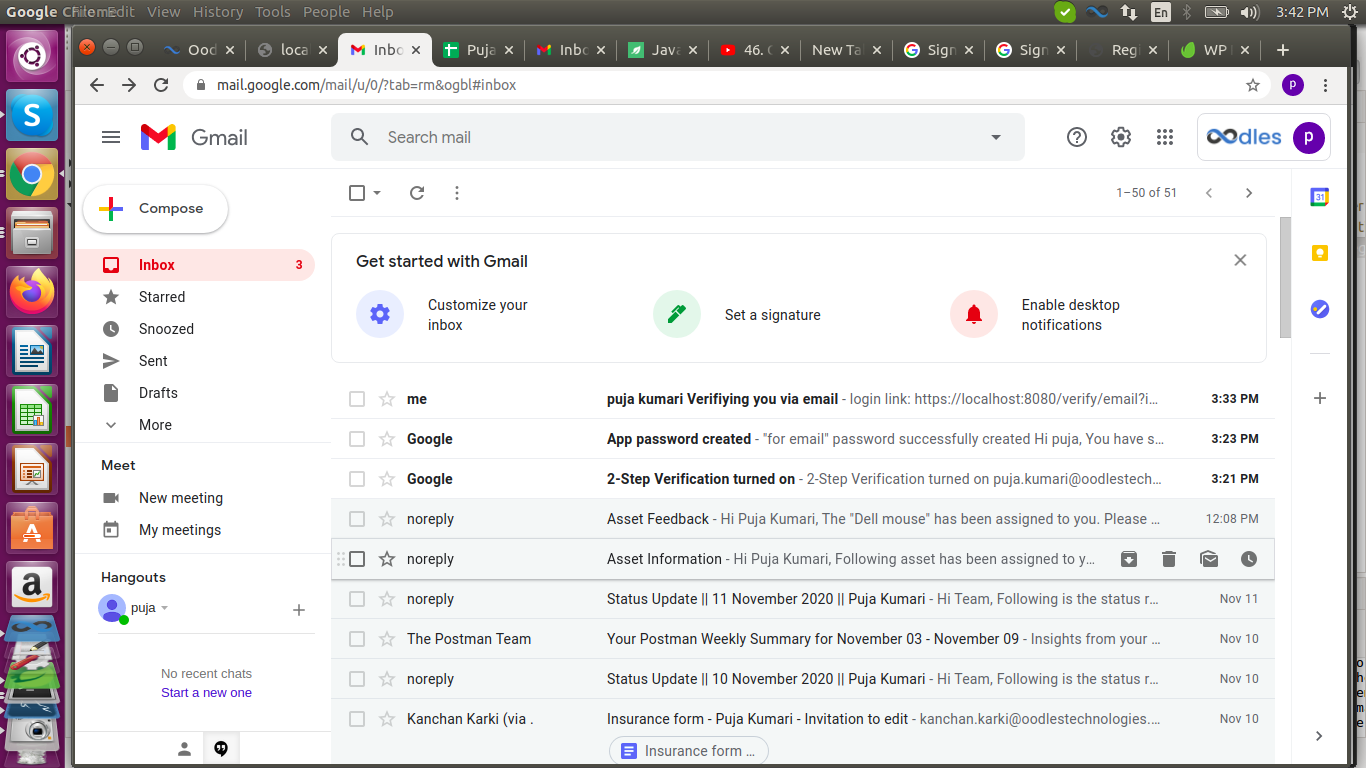 Google Chrome File Edit View History Tools People Help
En
3:42 PM
Ood
loca
Inbo
Puja
Inbo
Java
46. C
New Ta
Sign
Sign
Regi
WP
mail.google.com/mail/u/0/?tab=rm&ogbl#inbox
p
Gmail
Search mail
oodles
p
Compose
1–50 of 51
31
Inbox 3
Starred
Snoozed
Sent
Drafts
More
Meet
New meeting
My meetings
Hangouts
puja
No recent chats
Start a new one
Get started with Gmail
Customize your
inbox
Set a signature
Enable desktop
notifications
me puja kumari Verifiying you via email - login link: https://localhost:8080/verify/email?i... 3:33 PM
Google App password created - "for email" password successfully created Hi puja, You have s... 3:23 PM
Google 2-Step Verification turned on - 2-Step Verification turned on puja.kumari@oodlestech... 3:21 PM
noreply Asset Feedback - Hi Puja Kumari, The "Dell mouse" has been assigned to you. Please ... 12:08 PM
noreply Asset Information - Hi Puja Kumari, Following asset has been assigned to y...
noreply Status Update || 11 November 2020 || Puja Kumari - Hi Team, Following is the status r... Nov 11
The Postman Team Your Postman Weekly Summary for November 03 - November 09 - Insights from your ... Nov 10
noreply Status Update || 10 November 2020 || Puja Kumari - Hi Team, Following is the status r... Nov 10
Kanchan Karki (via . Insurance form - Puja Kumari - Invitation to edit - kanchan.karki@oodlestechnologies.... Nov 10
Insurance form ...